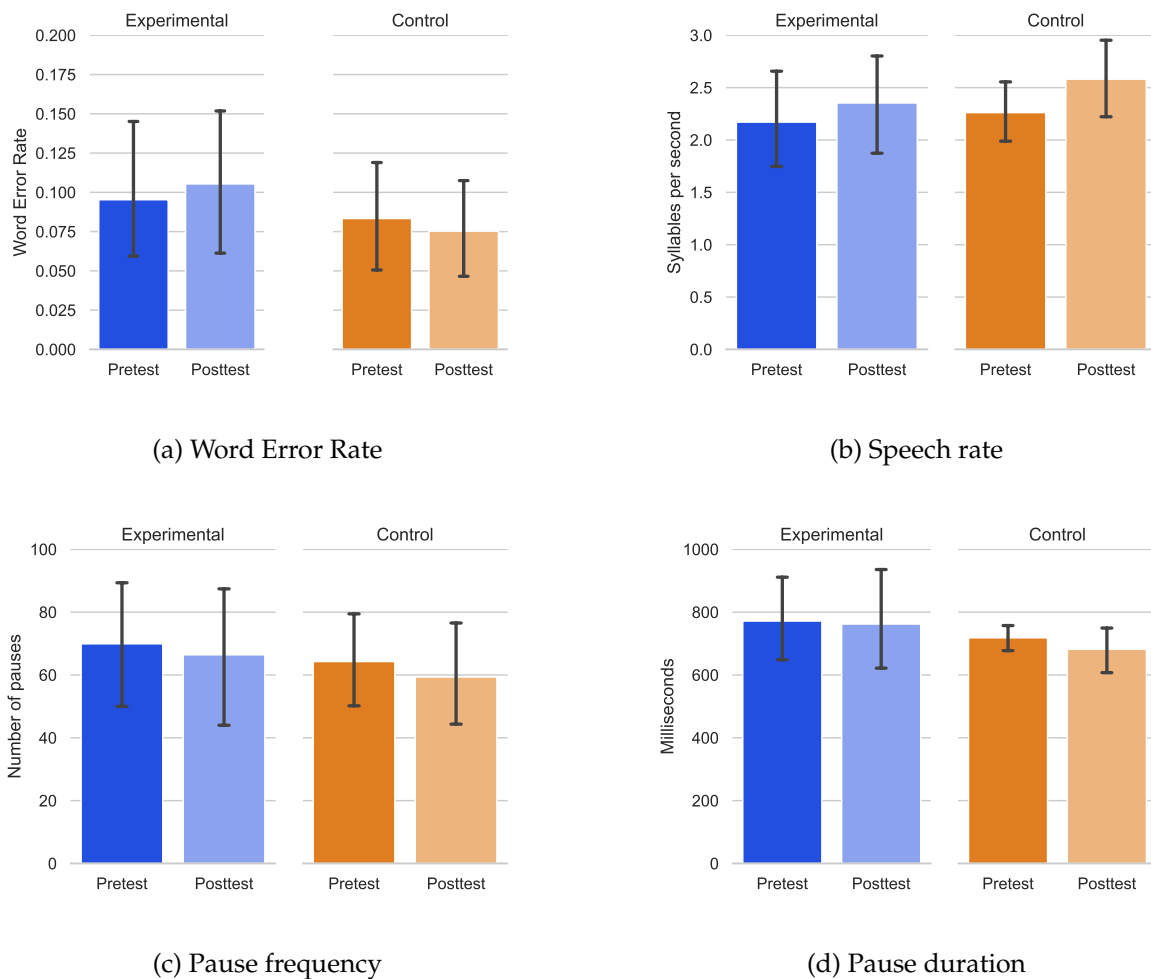 Experimental Control
0.200
0.175
0.150
0.125
0.100
0.075
0.050
0.025
0.000
Word Error Rate
Pretest Posttest Pretest Posttest
(a) Word Error Rate
Experimental Control
3.0
2.5
2.0
1.5
1.0
0.5
0.0
Syllables per second
Pretest Posttest Pretest Posttest
(b) Speech rate
Experimental Control
100
80
60
40
20
0
Number of pauses
Pretest Posttest Pretest Posttest
(c) Pause frequency
Experimental Control
1000
800
600
400
200
0
Milliseconds
Pretest Posttest Pretest Posttest
(d) Pause duration